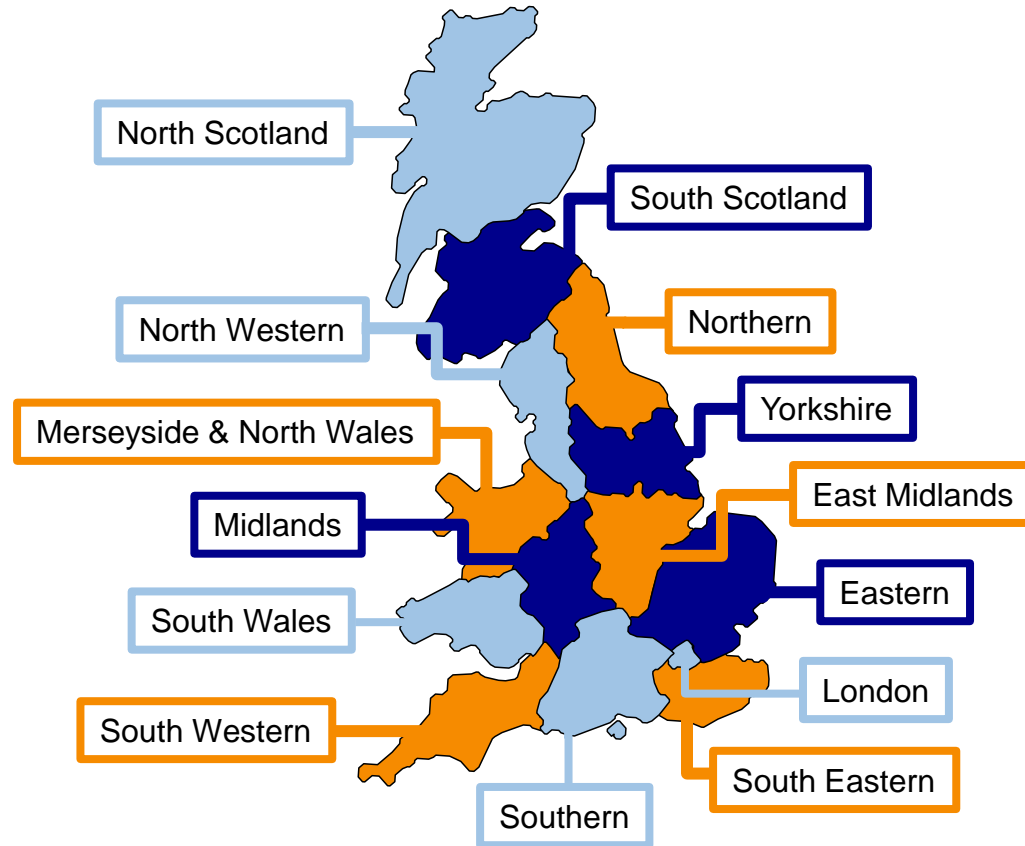 North Scotland
South Scotland
North Western
Northern
Yorkshire
Merseyside & North Wales
East Midlands
Midlands
Eastern
South Wales
London
South Western
South Eastern
Southern